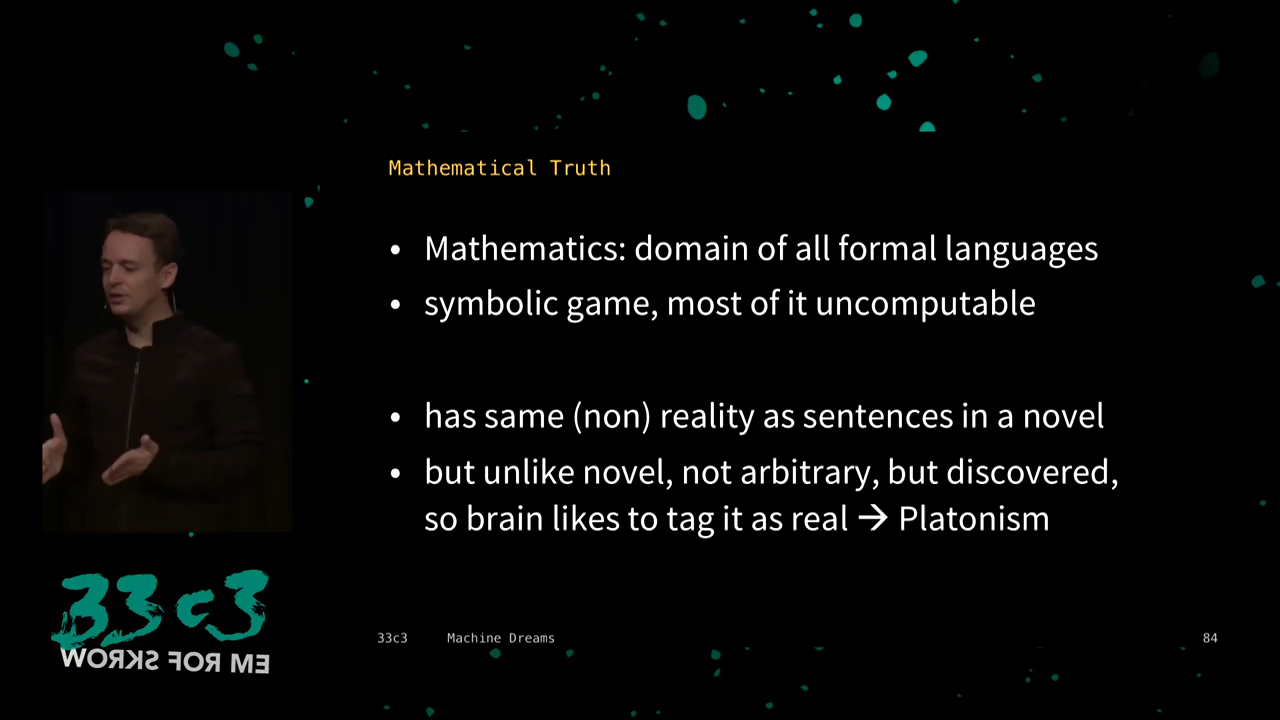 Mathematical Truth
• Mathematics: domain of all formal languages
• symbolic game, most of it uncomputable
• has same (non) reality as sentences in a novel
• but unlike novel, not arbitrary, but discovered,
so brain likes to tag it as real → Platonism
33c3
WORKS FOR ME
33c3 Machine Dreams 84